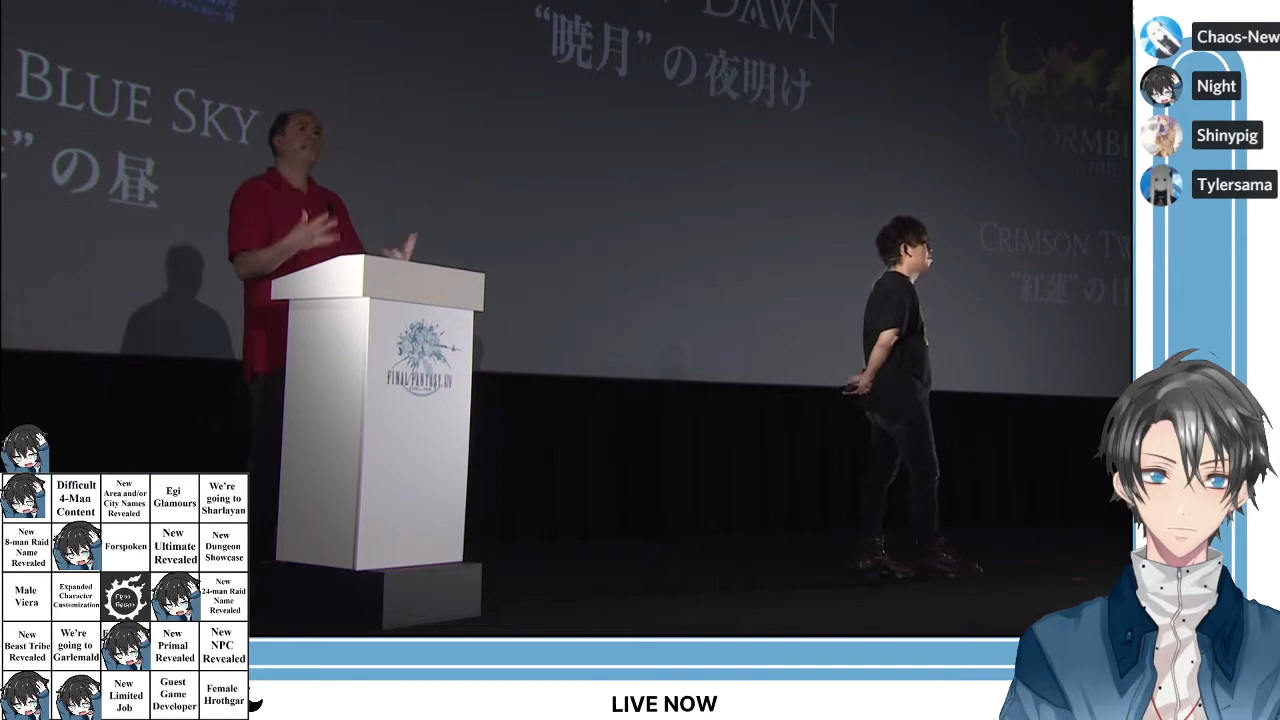 DAWN
“暁月”の夜明け
BLUE SKY
”の昼
STORMBL
CRIMSON TW
“紅蓮”の日
FINAL FANTASY XIV
ONLINE
Chaos-New
Night
Shinypig
Tylersama
Difficult
4-Man
Content
New
Area and/or
City Names
Revealed
Egi
Glamours
We're
going to
Sharlayan
New
8-man Raid
Name
Revealed
Forspoken
New
Ultimate
Revealed
New
Dungeon
Showcase
Male
Viera
Expanded
Character
Customization
Free
New
24-man Raid
Name
Revealed
New
Beast Tribe
Revealed
We're
going to
Garlemald
New
Primal
Revealed
New
NPC
Revealed
New
Limited
Job
Guest
Game
Developer
Female
Hrothgar
LIVE NOW